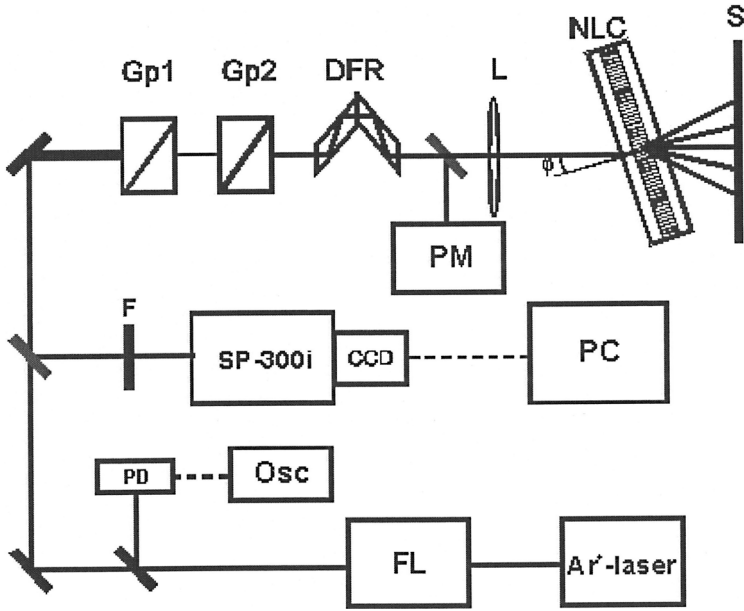 S
NLC
Gp1 Gp2 DFR L
φ
PM
F
SP-300i CCD PC
PD Osc
FL Ar⁺-laser